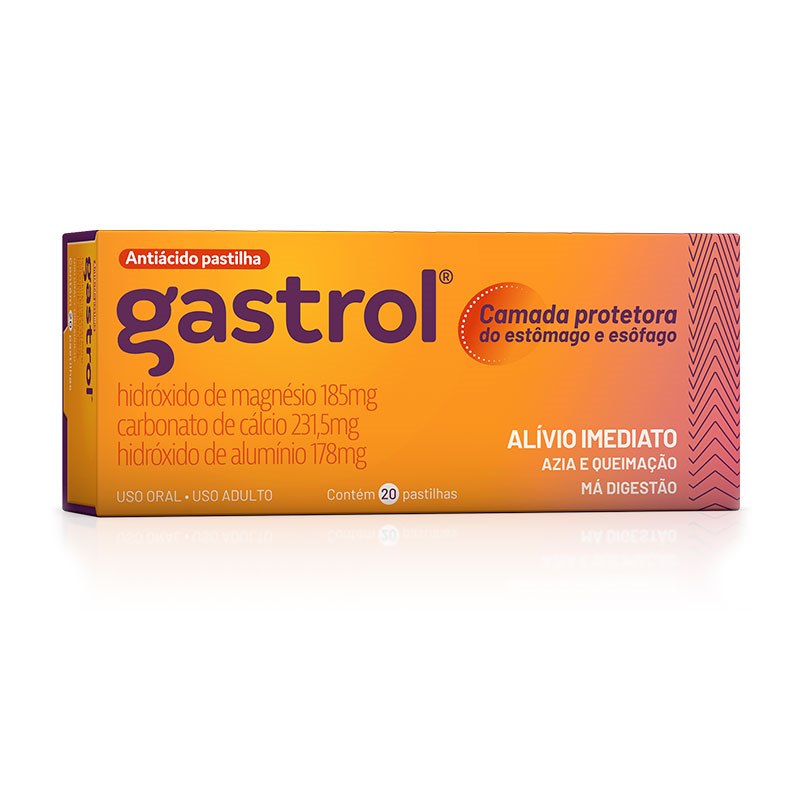 Antiácido pastilha
gastrol®
Camada protetora
do estômago e esôfago
hidróxido de magnésio 185mg
carbonato de cálcio 231,5mg
hidróxido de alumínio 178mg
ALÍVIO IMEDIATO
AZIA E QUEIMAÇÃO
MÁ DIGESTÃO
USO ORAL • USO ADULTO
Contém 20 pastilhas
gastrol